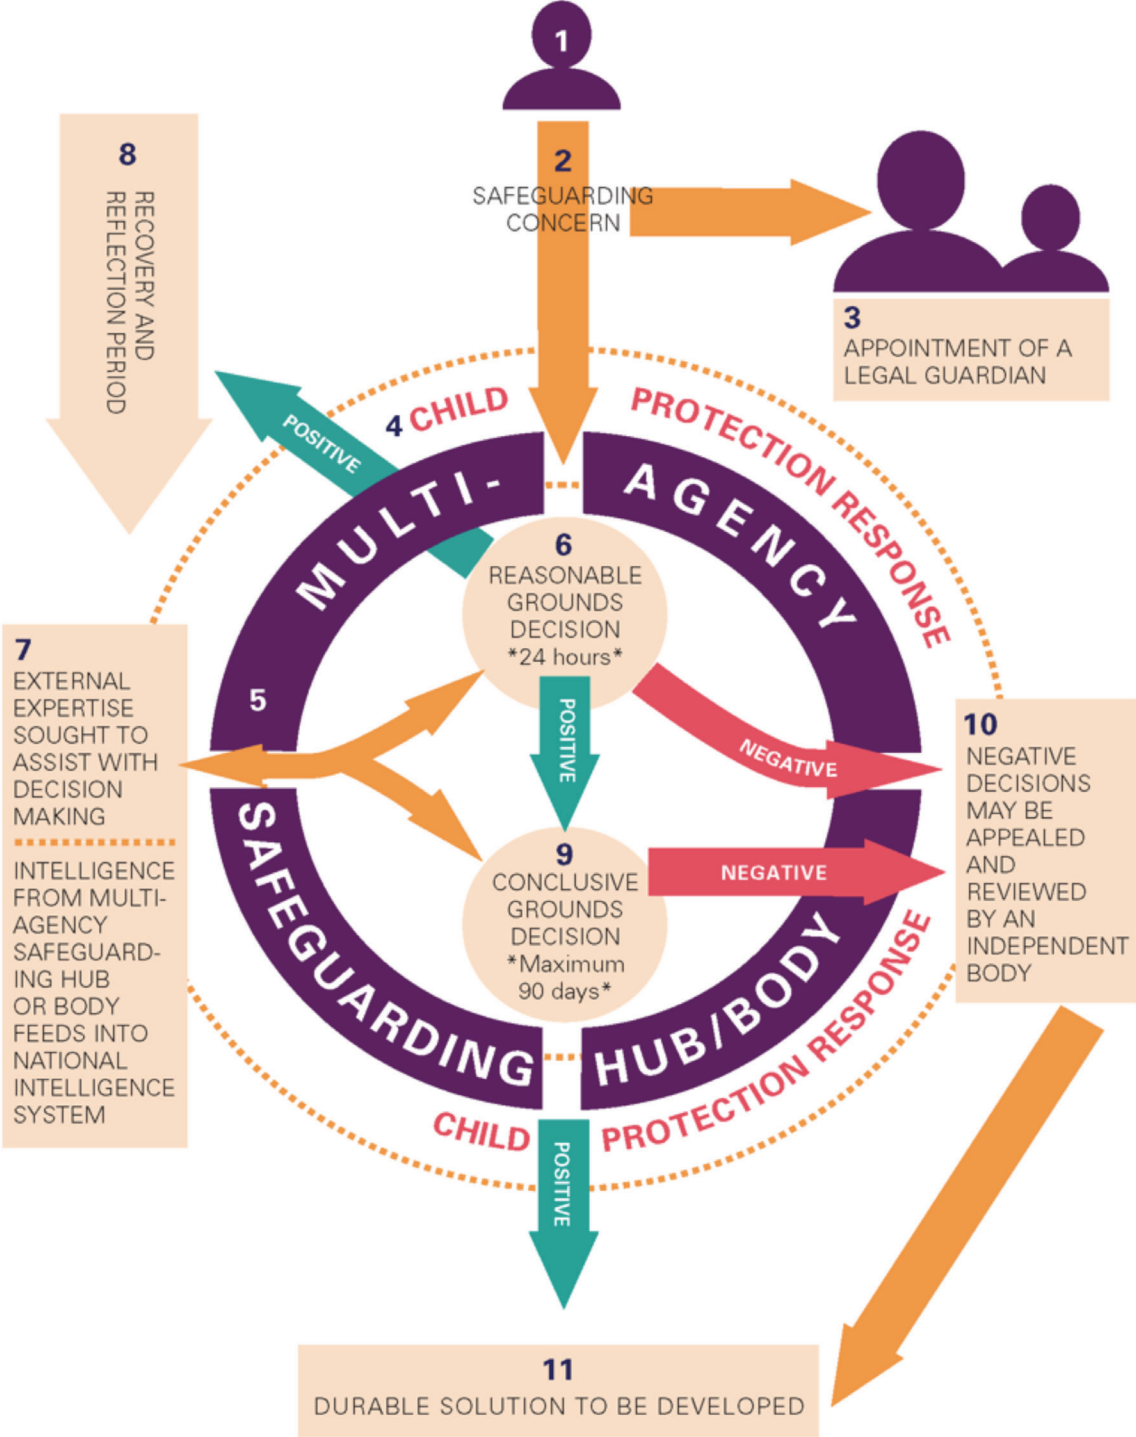 1
2
SAFEGUARDING
CONCERN
3
APPOINTMENT OF A
LEGAL GUARDIAN
8
RECOVERY AND
REFLECTION PERIOD
POSITIVE
4 CHILD
PROTECTION RESPONSE
MULTI-
AGENCY
5
6
REASONABLE
GROUNDS
DECISION
*24 hours*
7
EXTERNAL
EXPERTISE
SOUGHT TO
ASSIST WITH
DECISION
MAKING
INTELLIGENCE
FROM MULTI-
AGENCY
SAFEGUARD-
ING HUB
OR BODY
FEEDS INTO
NATIONAL
INTELLIGENCE
SYSTEM
POSITIVE
NEGATIVE
9
CONCLUSIVE
GROUNDS
DECISION
*Maximum
90 days*
NEGATIVE
10
NEGATIVE
DECISIONS
MAY BE
APPEALED
AND
REVIEWED
BY AN
INDEPENDENT
BODY
SAFEGUARDING
HUB/BODY
CHILD
PROTECTION RESPONSE
POSITIVE
11
DURABLE SOLUTION TO BE DEVELOPED